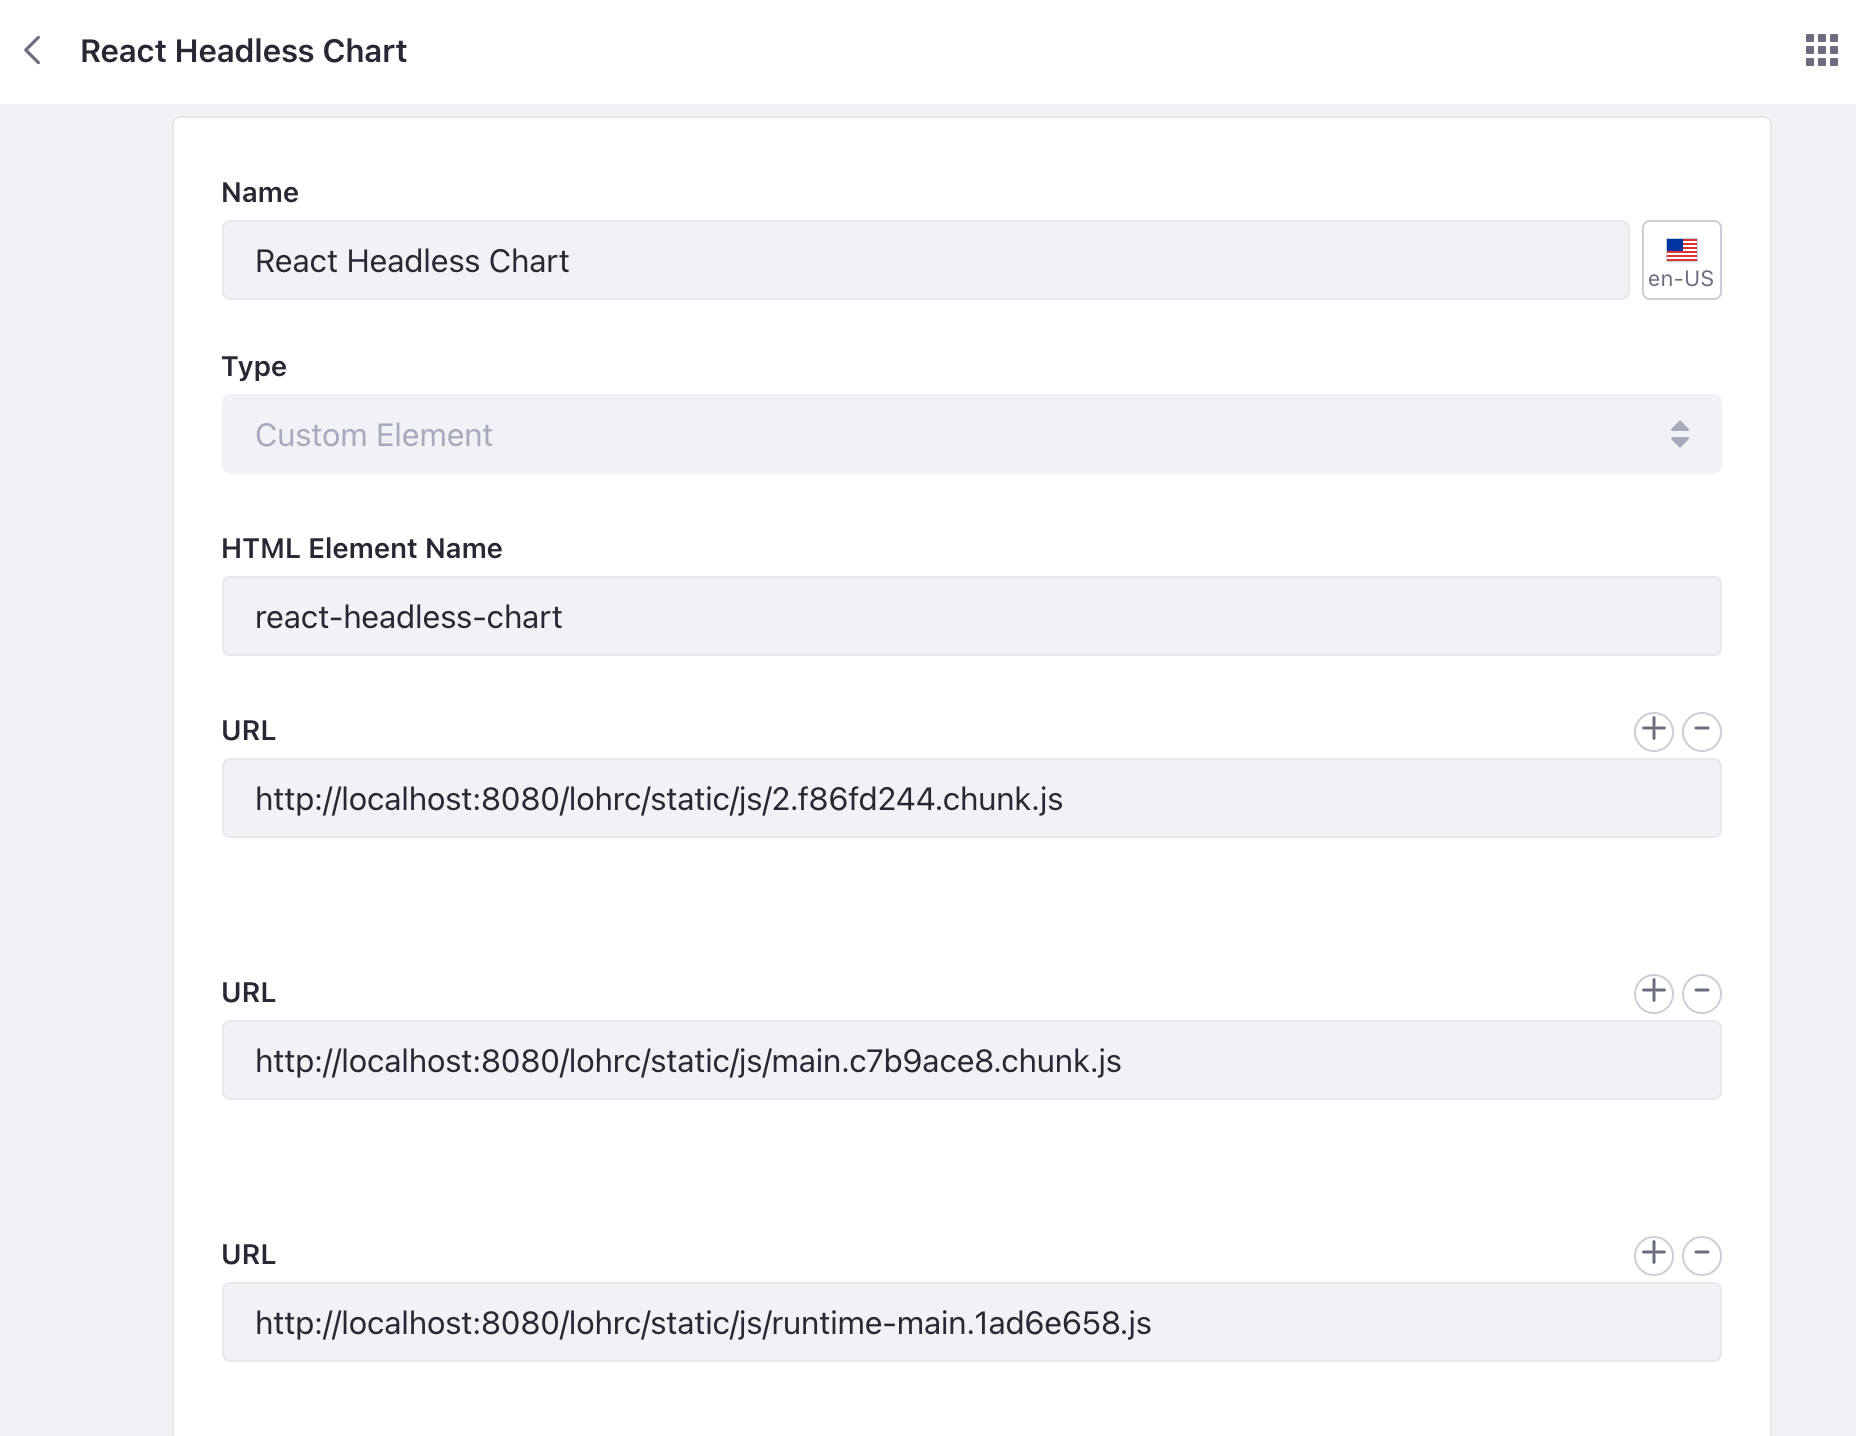 React Headless Chart
Name
React Headless Chart
en-US
Type
Custom Element
HTML Element Name
react-headless-chart
URL
http://localhost:8080/lohrc/static/js/2.f86fd244.chunk.js
URL
http://localhost:8080/lohrc/static/js/main.c7b9ace8.chunk.js
URL
http://localhost:8080/lohrc/static/js/runtime-main.1ad6e658.js